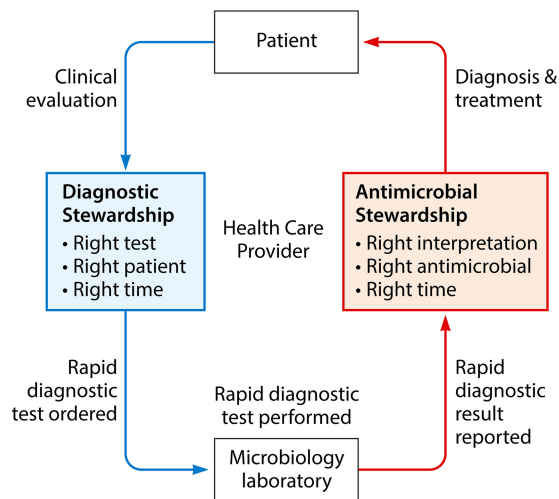 Patient
Clinical
evaluation
Diagnosis &
treatment
Diagnostic
Stewardship
• Right test
• Right patient
• Right time
Health Care
Provider
Antimicrobial
Stewardship
• Right interpretation
• Right antimicrobial
• Right time
Rapid
diagnostic
test ordered
Rapid diagnostic
test performed
Rapid
diagnostic
result
reported
Microbiology
laboratory